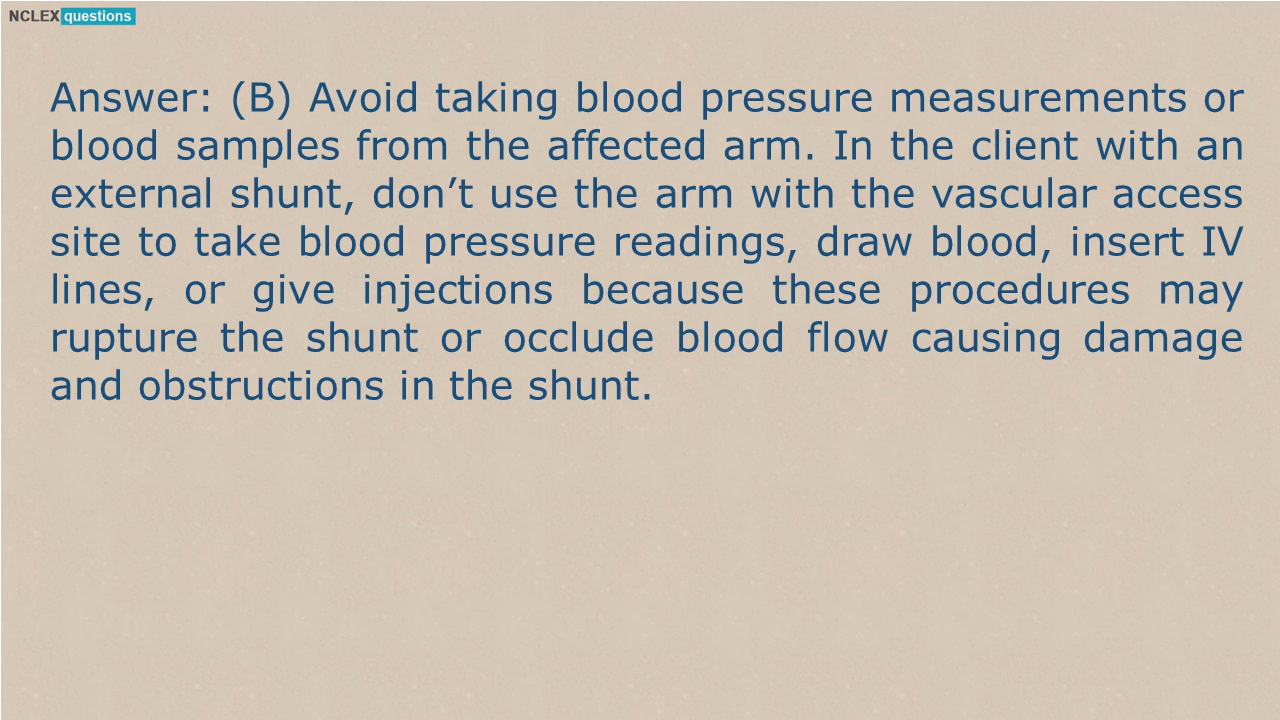 NCLEX questions
Answer: (B) Avoid taking blood pressure measurements or
blood samples from the affected arm. In the client with an
external shunt, don’t use the arm with the vascular access
site to take blood pressure readings, draw blood, insert IV
lines, or give injections because these procedures may
rupture the shunt or occlude blood flow causing damage
and obstructions in the shunt.